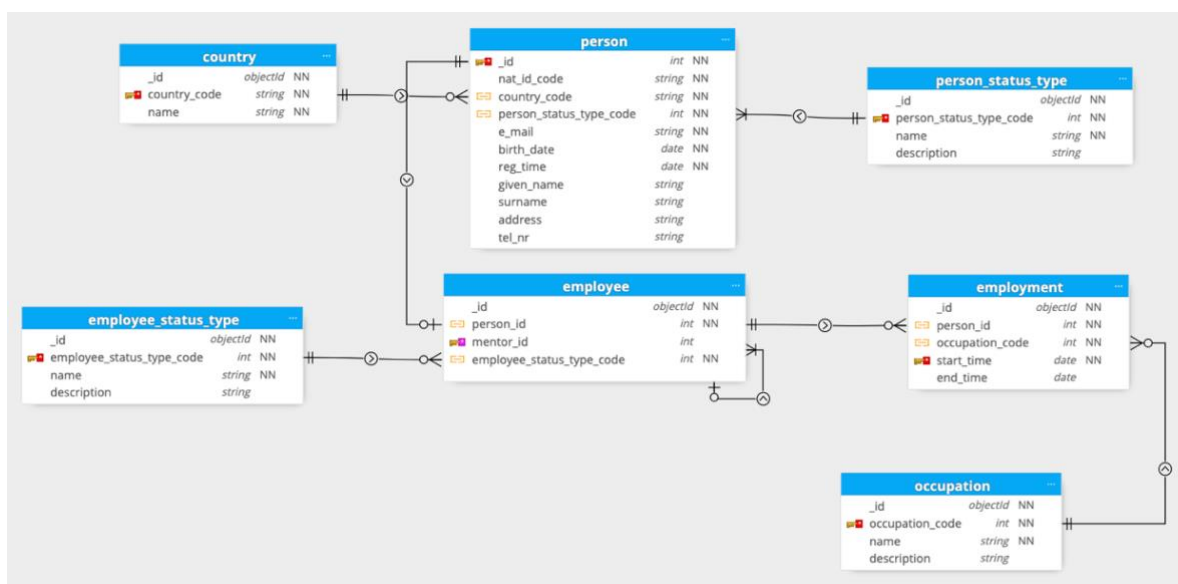 country ...
_id objectId NN
country_code string NN
name string NN
person ...
_id int NN
nat_id_code string NN
country_code string NN
person_status_type_code int NN
e_mail string NN
birth_date date NN
reg_time date NN
given_name string
surname string
address string
tel_nr string
person_status_type ...
_id objectId NN
person_status_type_code int NN
name string NN
description string
employee_status_type ...
_id objectId NN
employee_status_type_code int NN
name string NN
description string
employee ...
_id objectId NN
person_id int NN
mentor_id int
employee_status_type_code int NN
employment ...
_id objectId NN
person_id int NN
occupation_code int NN
start_time date NN
end_time date
occupation ...
_id objectId NN
occupation_code int NN
name string NN
description string